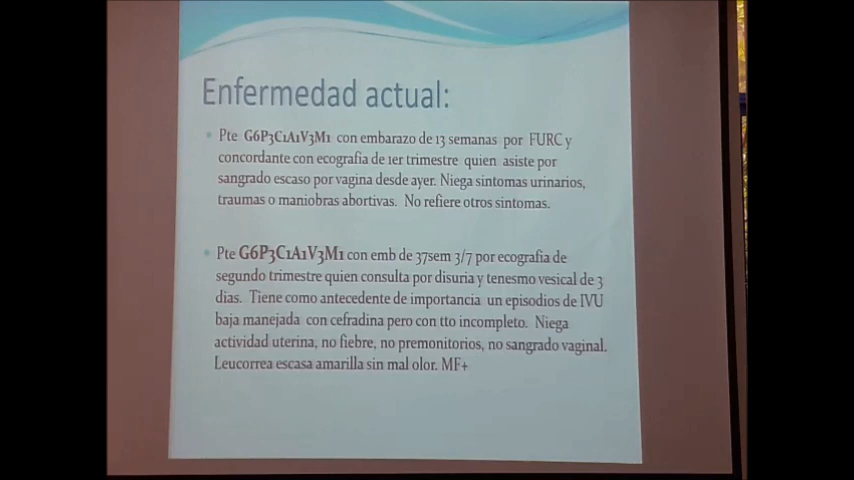 Enfermedad actual:
Pte G6P3C1A1V3M1 con embarazo de 13 semanas por FURC y
concordante con ecografia de 1er trimestre quien asiste por
sangrado escaso por vagina desde ayer. Niega sintomas urinarios,
traumas o maniobras abortivas. No refiere otros sintomas.
Pte G6P3C1A1V3M1 con emb de 37sem 3/7 por ecografia de
segundo trimestre quien consulta por disuria y tenesmo vesical de 3
dias. Tiene como antecedente de importancia un episodios de IVU
baja manejada con cefradina pero con tto incompleto. Niega
actividad uterina, no fiebre, no premonitorios, no sangrado vaginal.
Leucorrea escasa amarilla sin mal olor. MF+